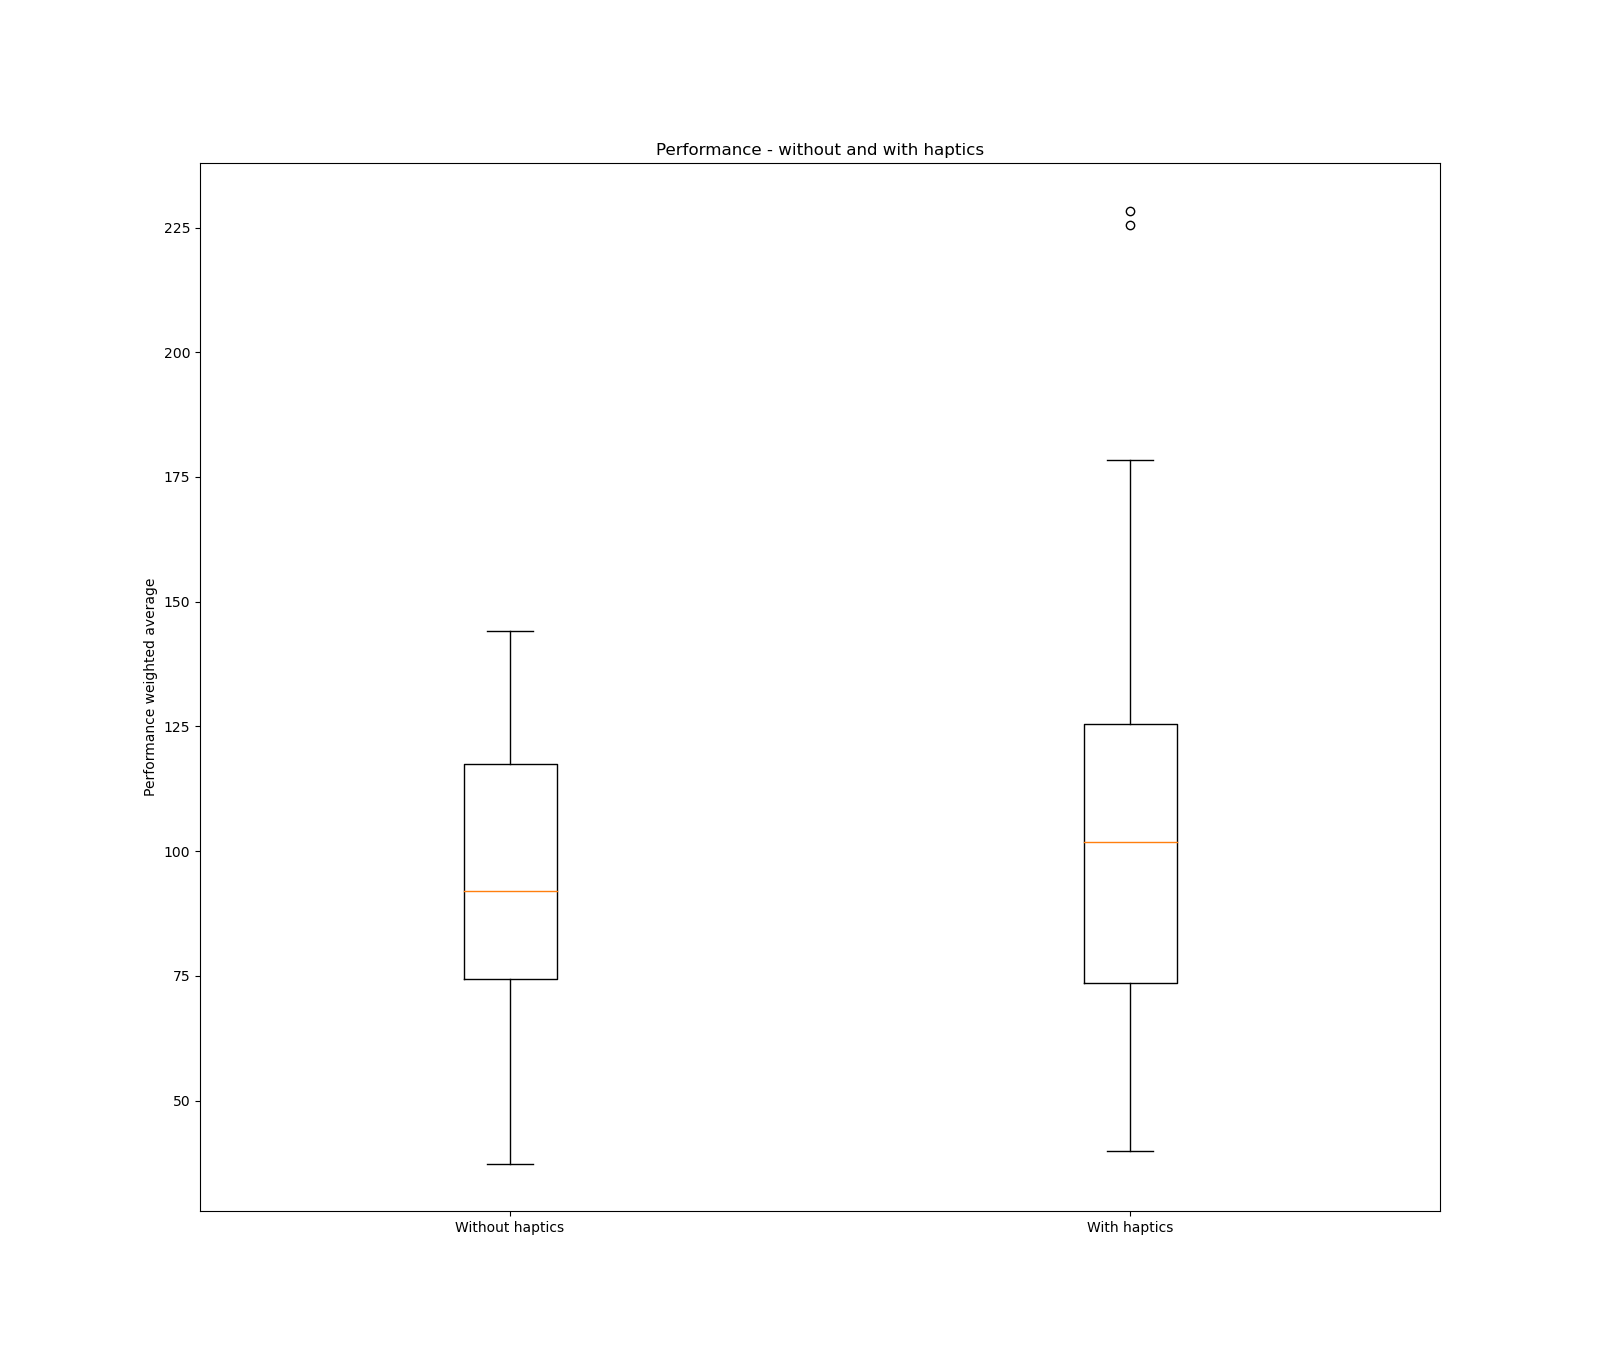 Performance - without and with haptics
Performance weighted average
225
200
175
150
125
100
75
50
Without haptics
With haptics